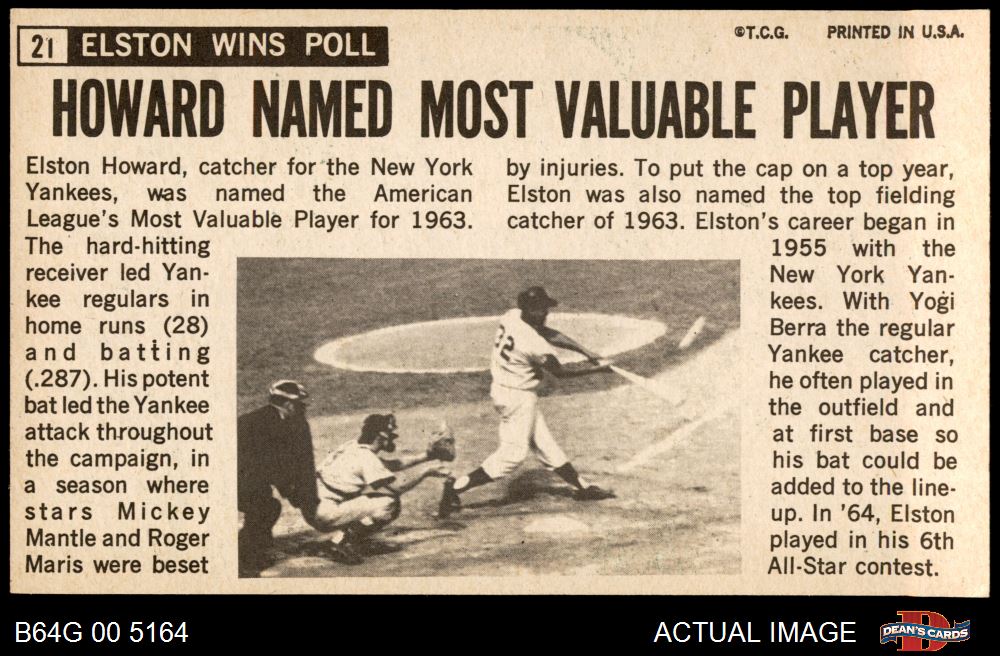 21 ELSTON WINS POLL
©T.C.G. PRINTED IN U.S.A.
HOWARD NAMED MOST VALUABLE PLAYER
Elston Howard, catcher for the New York
Yankees, was named the American
League's Most Valuable Player for 1963.
The hard-hitting
receiver led Yan-
kee regulars in
home runs (28)
and batting
(.287). His potent
bat led the Yankee
attack throughout
the campaign, in
a season where
stars Mickey
Mantle and Roger
Maris were beset
by injuries. To put the cap on a top year,
Elston was also named the top fielding
catcher of 1963. Elston's career began in
1955 with the
New York Yan-
kees. With Yogi
Berra the regular
Yankee catcher,
he often played in
the outfield and
at first base so
his bat could be
added to the line-
up. In '64, Elston
played in his 6th
All-Star contest.
32
B64G 00 5164
ACTUAL IMAGE
D
DEAN'S CARDS